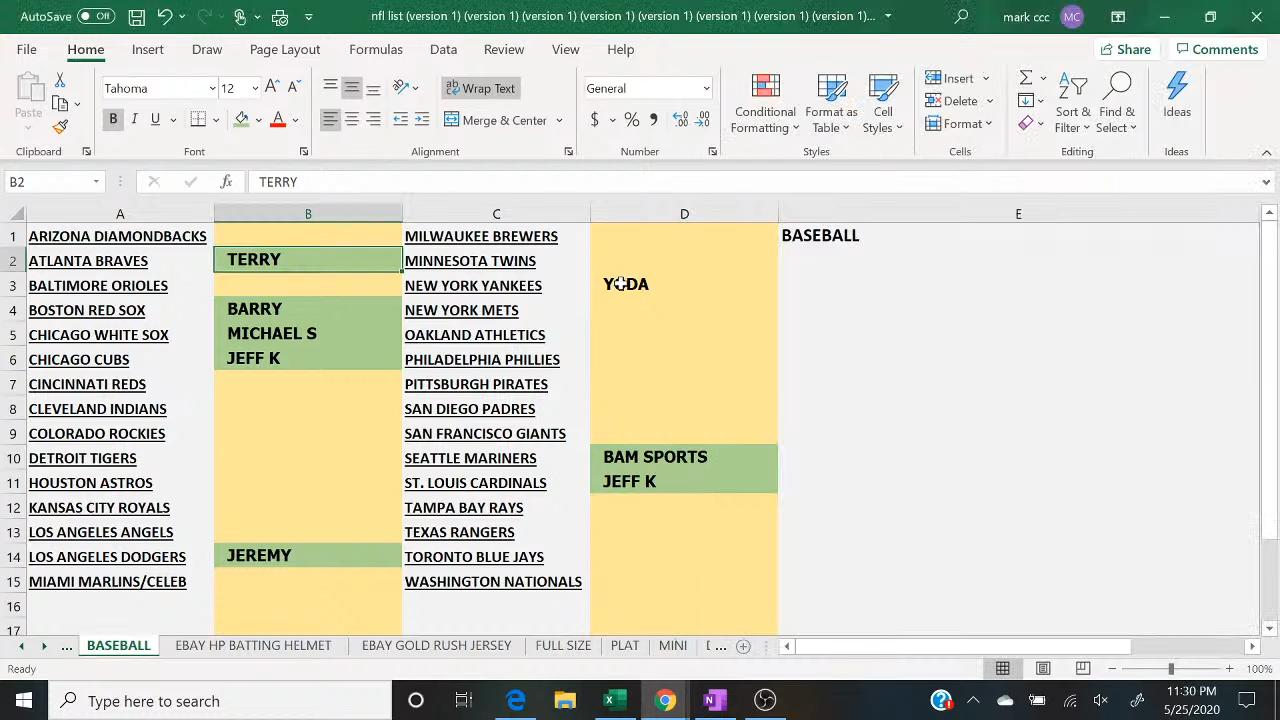 AutoSave Off nfl list (version 1) (version 1) (version 1) (version 1) (version 1) (version 1) (version 1)... mark ccc MC
File Home Insert Draw Page Layout Formulas Data Review View Help Share Comments
Paste Tahoma 12 A A Wrap Text General Conditional Formatting Format as Table Cell Styles Insert Delete Format Sort & Filter Find & Select Ideas
B I U A Merge & Center $ % ,
Clipboard Font Alignment Number Styles Cells Editing Ideas
B2 fx TERRY
A B C D E
1 ARIZONA DIAMONDBACKS MILWAUKEE BREWERS BASEBALL
2 ATLANTA BRAVES TERRY MINNESOTA TWINS
3 BALTIMORE ORIOLES NEW YORK YANKEES YODA
4 BOSTON RED SOX BARRY NEW YORK METS
5 CHICAGO WHITE SOX MICHAEL S OAKLAND ATHLETICS
6 CHICAGO CUBS JEFF K PHILADELPHIA PHILLIES
7 CINCINNATI REDS PITTSBURGH PIRATES
8 CLEVELAND INDIANS SAN DIEGO PADRES
9 COLORADO ROCKIES SAN FRANCISCO GIANTS
10 DETROIT TIGERS SEATTLE MARINERS BAM SPORTS
11 HOUSTON ASTROS ST. LOUIS CARDINALS JEFF K
12 KANSAS CITY ROYALS TAMPA BAY RAYS
13 LOS ANGELES ANGELS TEXAS RANGERS
14 LOS ANGELES DODGERS JEREMY TORONTO BLUE JAYS
15 MIAMI MARLINS/CELEB WASHINGTON NATIONALS
16
17
... BASEBALL EBAY HP BATTING HELMET EBAY GOLD RUSH JERSEY FULL SIZE PLAT MINI ...
Ready 100%
Type here to search 11:30 PM
5/25/2020